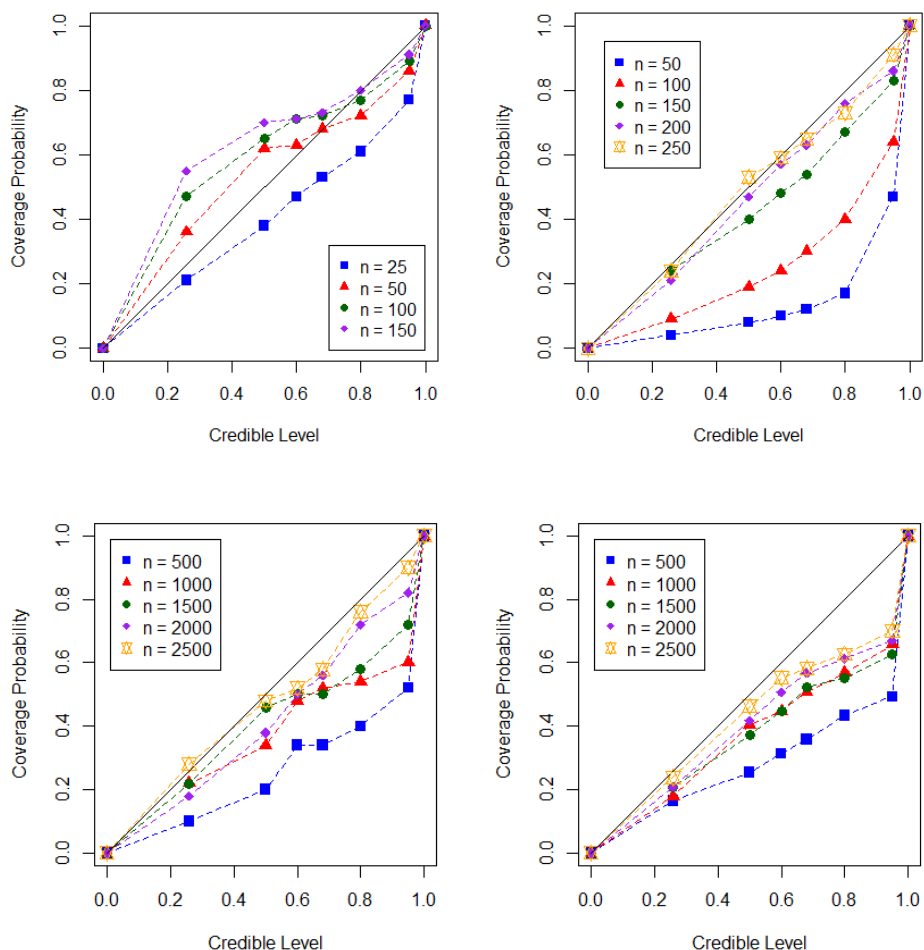 Coverage Probability
0.0 0.2 0.4 0.6 0.8 1.0
n = 25
n = 50
n = 100
n = 150
0.0 0.2 0.4 0.6 0.8 1.0
Credible Level
Coverage Probability
0.0 0.2 0.4 0.6 0.8 1.0
n = 50
n = 100
n = 150
n = 200
n = 250
0.0 0.2 0.4 0.6 0.8 1.0
Credible Level
Coverage Probability
0.0 0.2 0.4 0.6 0.8 1.0
n = 500
n = 1000
n = 1500
n = 2000
n = 2500
0.0 0.2 0.4 0.6 0.8 1.0
Credible Level
Coverage Probability
0.0 0.2 0.4 0.6 0.8 1.0
n = 500
n = 1000
n = 1500
n = 2000
n = 2500
0.0 0.2 0.4 0.6 0.8 1.0
Credible Level